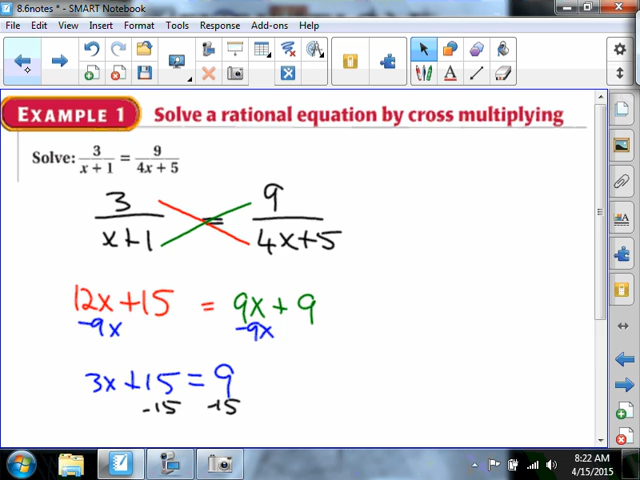 8.6notes * - SMART Notebook
File Edit View Insert Format Tools Add-ons Help
EXAMPLE 1 Solve a rational equation by cross multiplying
Solve: 3/(x + 1) = 9/(4x + 5)
3 9
=
x+1 4x+5
12x+15 = 9x+9
-9x -9x
3x+15=9
-15 -15
8:22 AM
4/15/2015